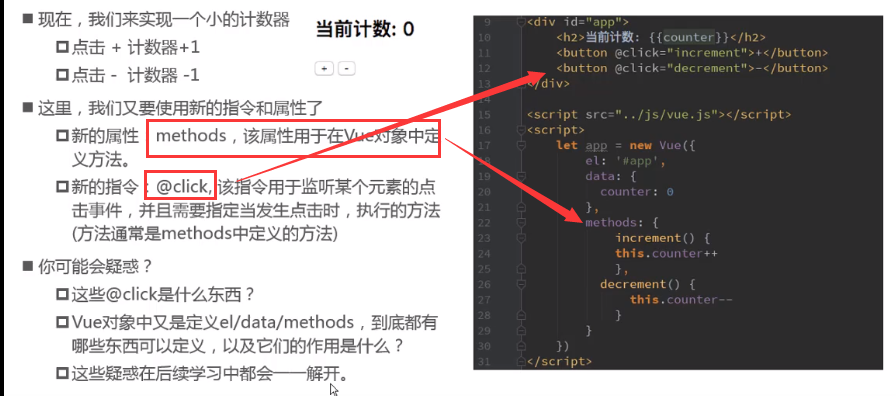 现在，我们来实现一个小的计数器
点击 + 计数器+1
点击 - 计数器 -1
这里，我们又要使用新的指令和属性了
新的属性：methods，该属性用于在Vue对象中定
义方法。
新的指令：@click, 该指令用于监听某个元素的点
击事件，并且需要指定当发生点击时，执行的方法
(方法通常是methods中定义的方法)
你可能会疑惑？
这些@click是什么东西？
Vue对象中又是定义el/data/methods，到底都有
哪些东西可以定义，以及它们的作用是什么？
这些疑惑在后续学习中都会一一解开。
当前计数: 0
+ -
9 <div id="app">
10 <h2>当前计数: {{counter}}</h2>
11 <button @click="increment">+</button>
12 <button @click="decrement">-</button>
13 </div>
14
15 <script src="../js/vue.js"></script>
16 <script>
17 let app = new Vue({
18 el: '#app',
19 data: {
20 counter: 0
21 },
22 methods: {
23 increment() {
24 this.counter++
25 },
26 decrement() {
27 this.counter--
28 }
29 }
30 })
31 </script>